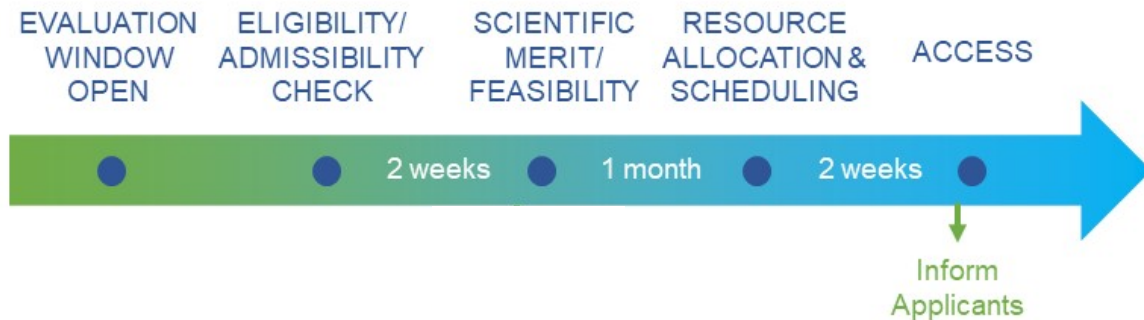 EVALUATION
WINDOW
OPEN
ELIGIBILITY/
ADMISSIBILITY
CHECK
SCIENTIFIC
MERIT/
FEASIBILITY
RESOURCE
ALLOCATION &
SCHEDULING
ACCESS
2 weeks
1 month
2 weeks
Inform
Applicants